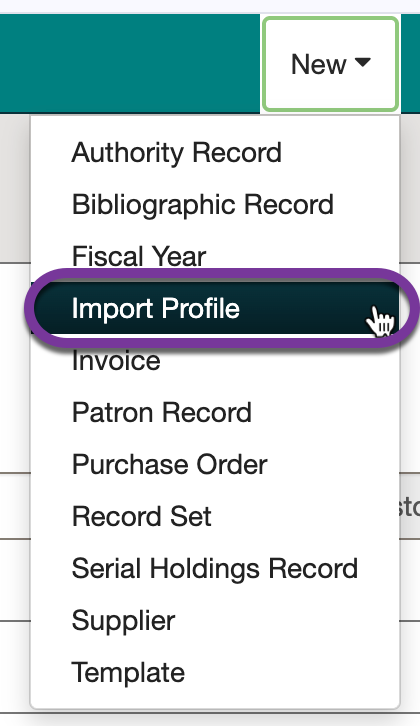 New
Authority Record
Bibliographic Record
Fiscal Year
Import Profile
Invoice
Patron Record
Purchase Order
Record Set
Serial Holdings Record
Supplier
Template